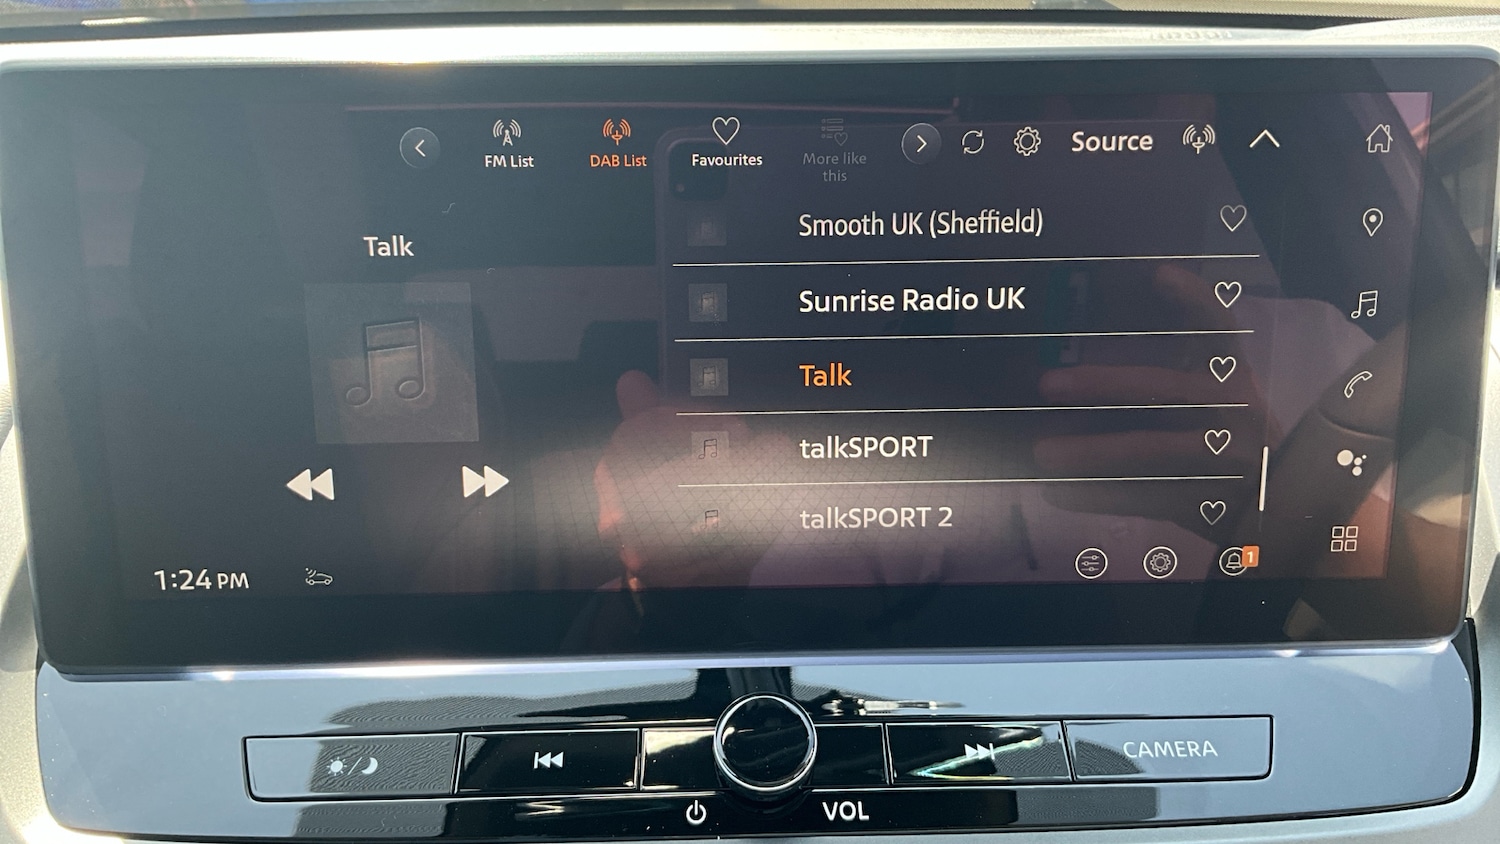 FM List
DAB List
Favourites
More like
this
Source
Talk
Smooth UK (Sheffield)
Sunrise Radio UK
Talk
talkSPORT
talkSPORT 2
1:24 PM
1
CAMERA
VOL